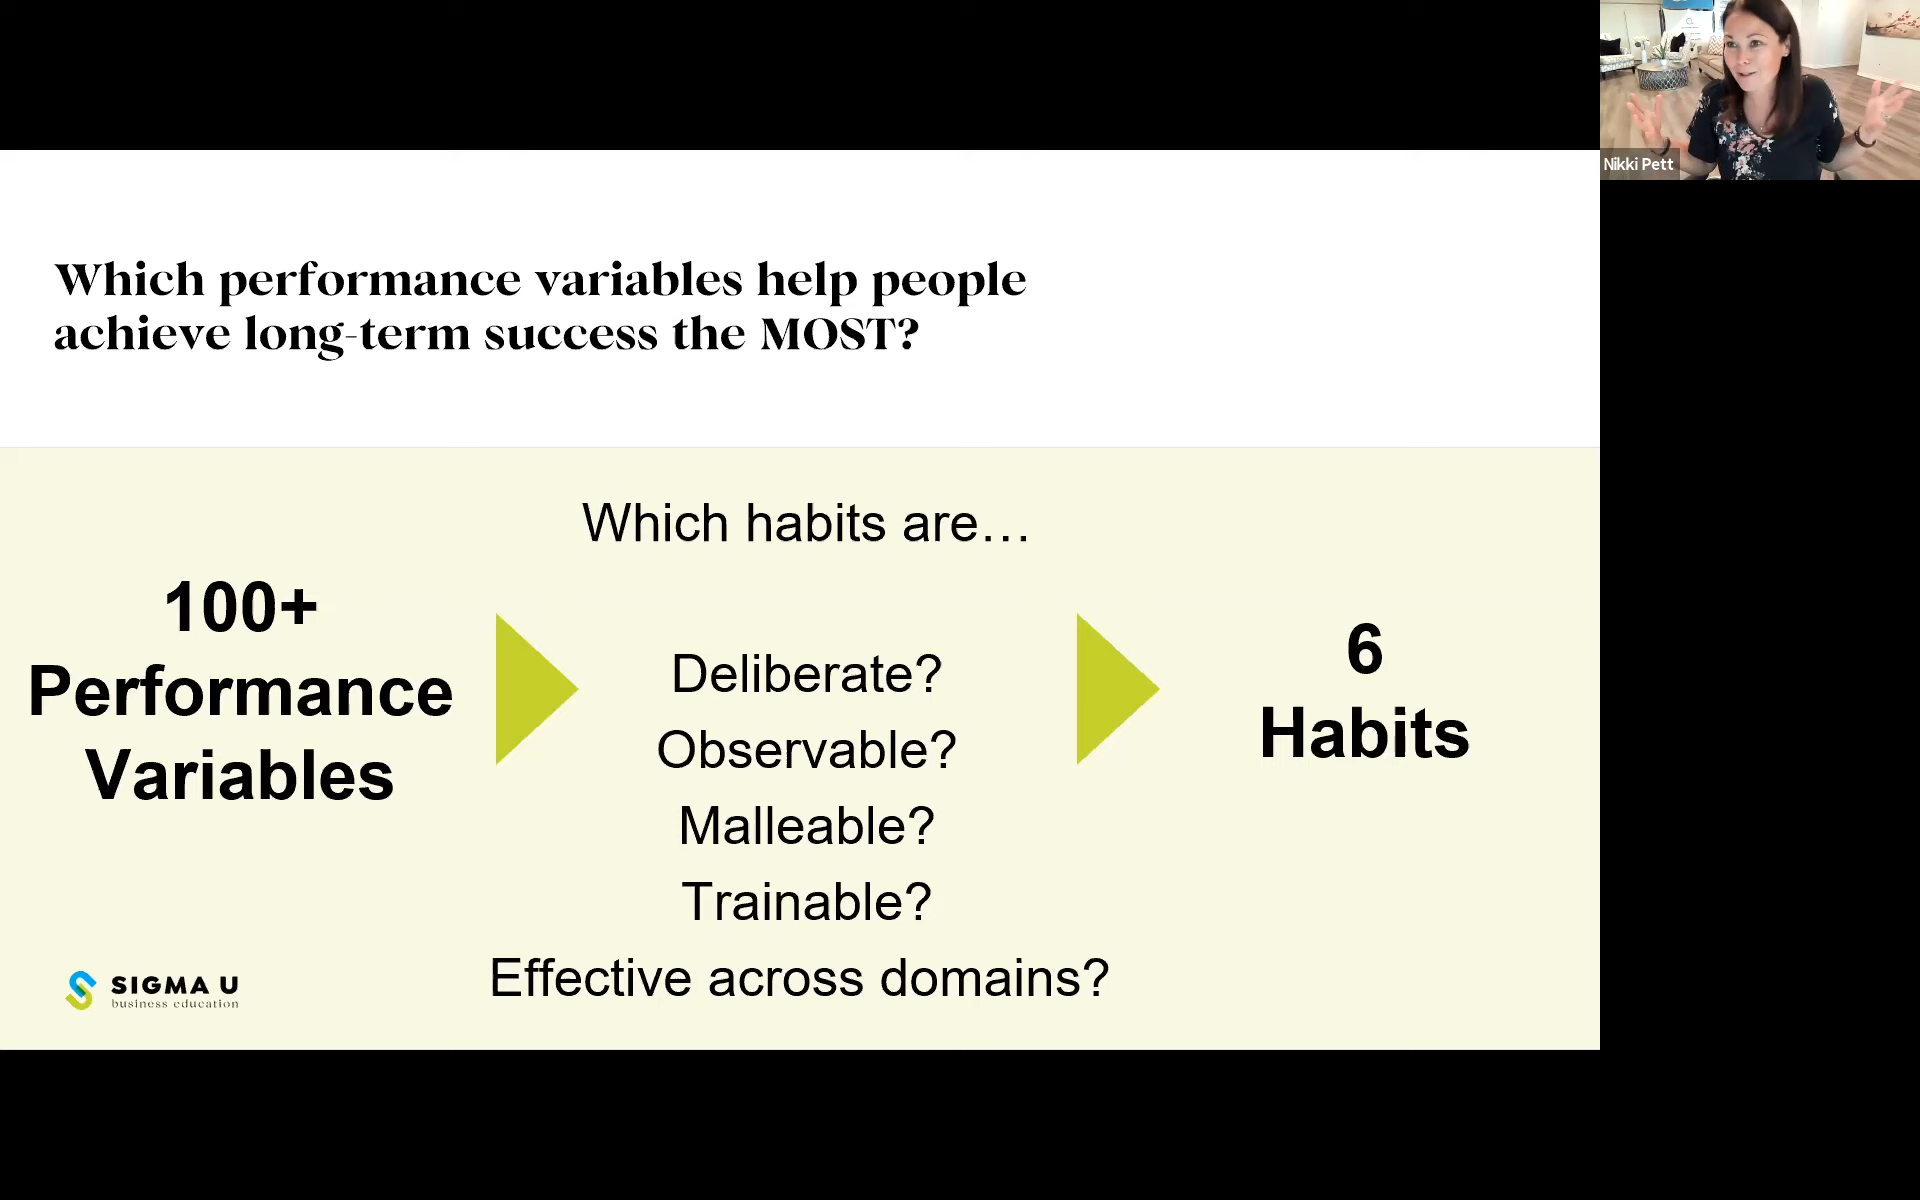 Nikki Pett
Which performance variables help people
achieve long-term success the MOST?
Which habits are…
100+
Performance
Variables
Deliberate?
Observable?
Malleable?
Trainable?
Effective across domains?
6
Habits
SIGMA U
business education